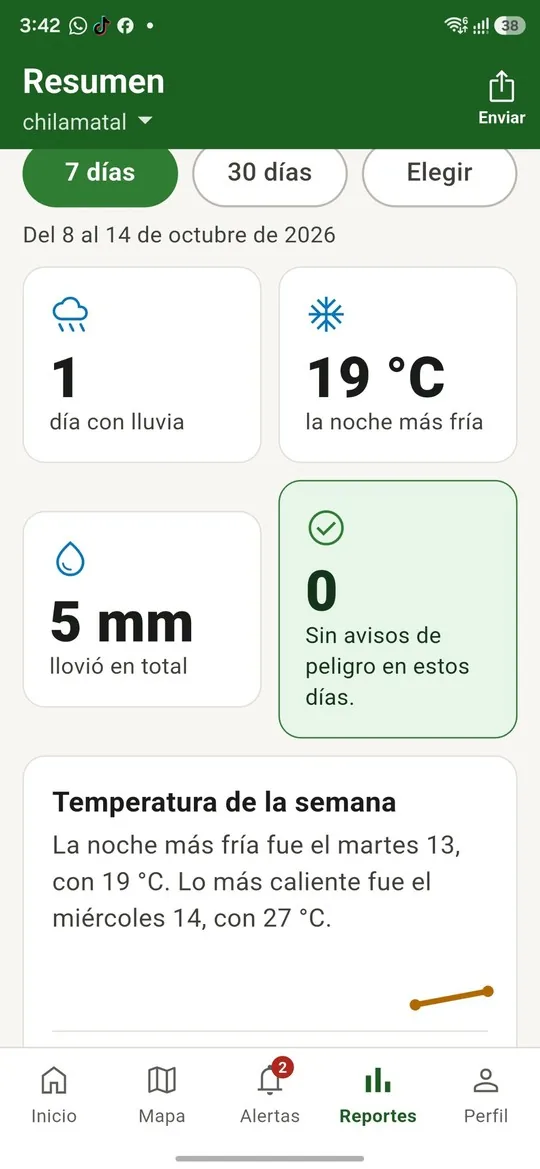 3:42
6
38
Resumen
chilamatal
Enviar
7 días
30 días
Elegir
Del 8 al 14 de octubre de 2026
1
día con lluvia
19 °C
la noche más fría
5 mm
llovió en total
0
Sin avisos de
peligro en estos
días.
Temperatura de la semana
La noche más fría fue el martes 13,
con 19 °C. Lo más caliente fue el
miércoles 14, con 27 °C.
2
Inicio
Mapa
Alertas
Reportes
Perfil